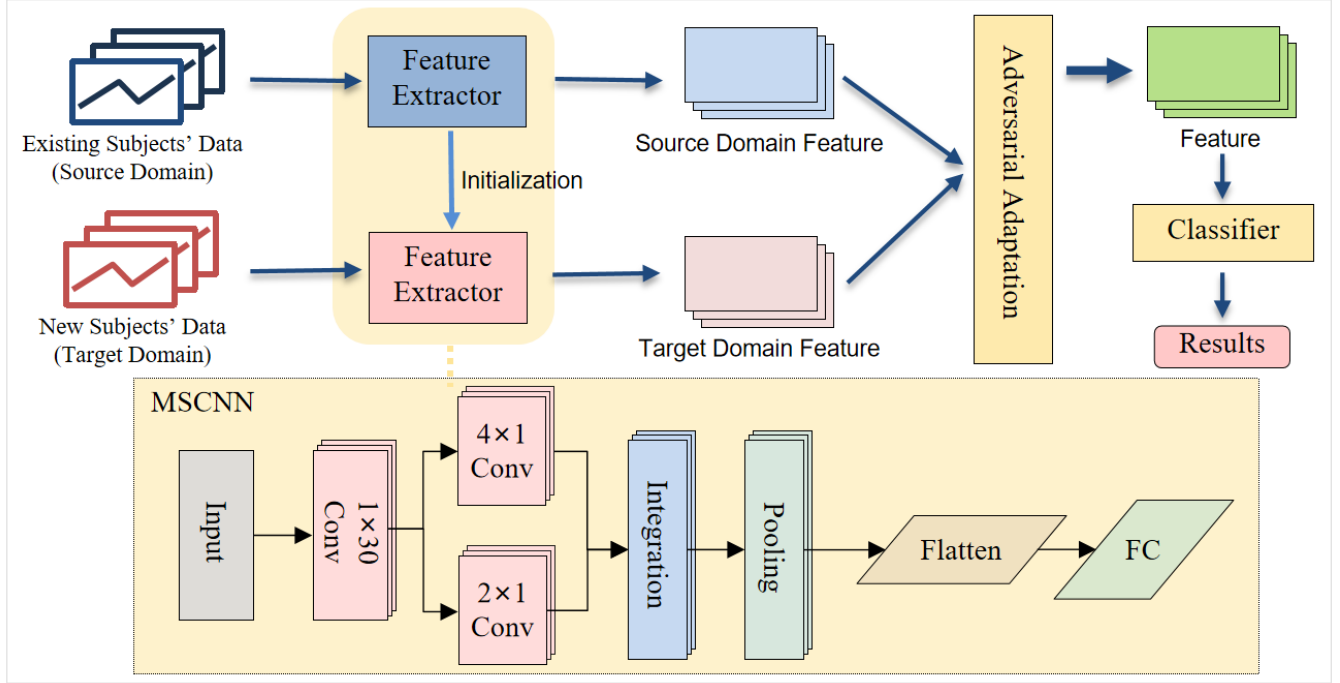 Feature
Extractor
Existing Subjects’ Data
(Source Domain)
Source Domain Feature
Initialization
Feature
Extractor
New Subjects’ Data
(Target Domain)
Target Domain Feature
Adversarial Adaptation
Feature
Classifier
Results
MSCNN
Input
1×30
Conv
4×1
Conv
2×1
Conv
Integration
Pooling
Flatten
FC